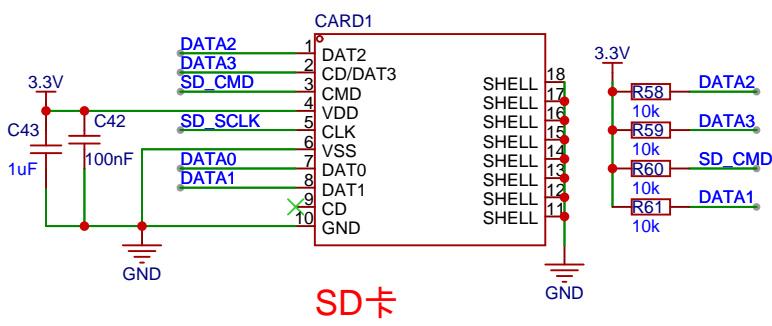 CARD1
DATA2
1
DAT2
DATA3
2
CD/DAT3
SD_CMD
3
CMD
3.3V
4
VDD
C43
1uF
C42
100nF
SD_SCLK
5
CLK
6
VSS
DATA0
7
DAT0
DATA1
8
DAT1
9
CD
10
GND
GND
SHELL 18
SHELL 17
SHELL 16
SHELL 15
SHELL 14
SHELL 13
SHELL 12
SHELL 11
GND
3.3V
R58
10k
DATA2
R59
10k
DATA3
R60
10k
SD_CMD
R61
10k
DATA1
SD卡